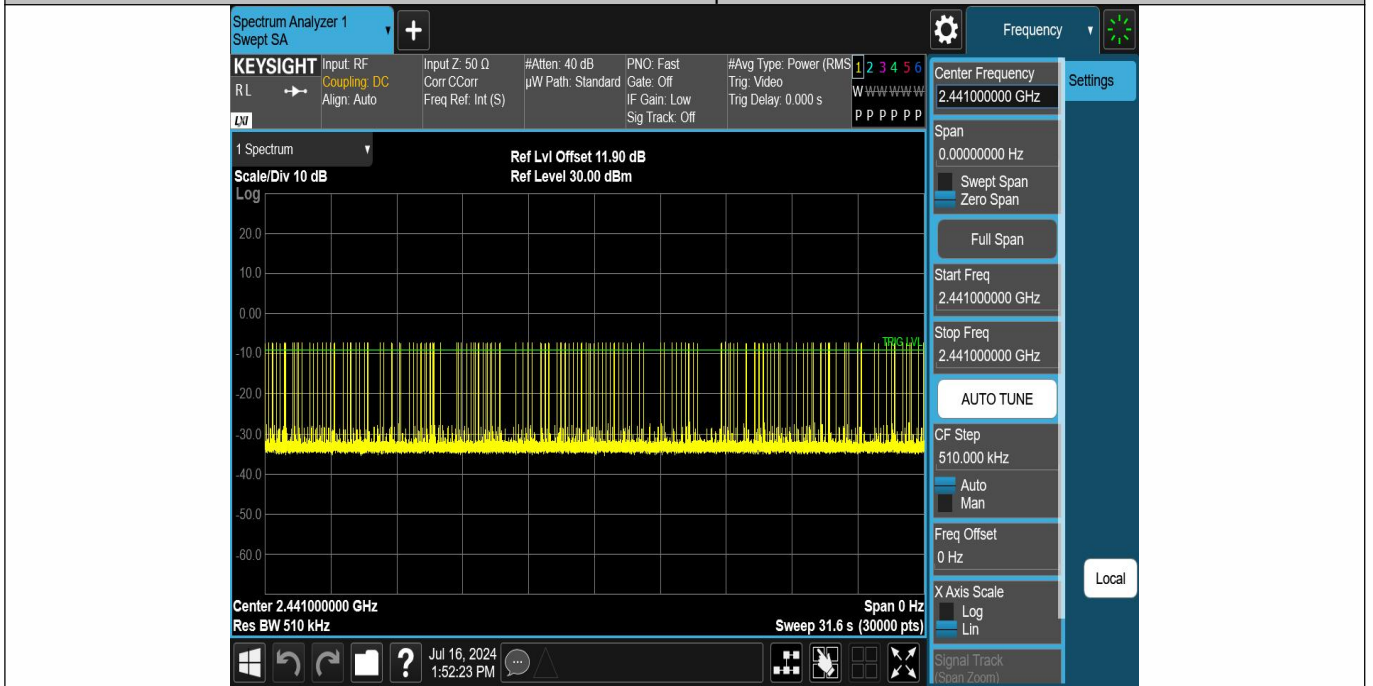 Spectrum Analyzer 1
Swept SA
Frequency
KEYSIGHT
RL
LXI
Input: RF
Coupling: DC
Align: Auto
Input Z: 50 Ω
Corr CCorr
Freq Ref: Int (S)
#Atten: 40 dB
µW Path: Standard
PNO: Fast
Gate: Off
IF Gain: Low
Sig Track: Off
#Avg Type: Power (RMS
Trig: Video
Trig Delay: 0.000 s
1 2 3 4 5 6
W W W W W W
P P P P P P
1 Spectrum
Scale/Div 10 dB
Ref Lvl Offset 11.90 dB
Ref Level 30.00 dBm
Log
20.0
10.0
0.00
-10.0
-20.0
-30.0
-40.0
-50.0
-60.0
TRIG LVL
Center 2.441000000 GHz
Res BW 510 kHz
Span 0 Hz
Sweep 31.6 s (30000 pts)
Center Frequency
2.441000000 GHz
Settings
Span
0.00000000 Hz
Swept Span
Zero Span
Full Span
Start Freq
2.441000000 GHz
Stop Freq
2.441000000 GHz
AUTO TUNE
CF Step
510.000 kHz
Auto
Man
Freq Offset
0 Hz
X Axis Scale
Log
Lin
Signal Track
(Span Zoom)
Local
?
Jul 16, 2024
1:52:23 PM